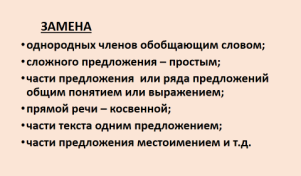 ЗАМЕНА
•однородных членов обобщающим словом;
•сложного предложения – простым;
•части предложения или ряда предложений
общим понятием или выражением;
•прямой речи – косвенной;
•части текста одним предложением;
•части предложения местоимением и т.д.